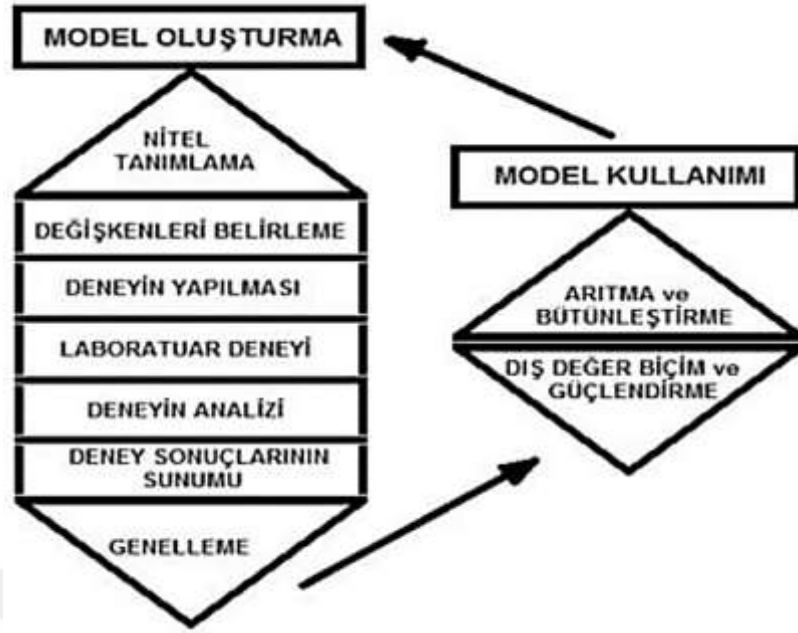 MODEL OLUŞTURMA
NİTEL
TANIMLAMA
DEĞİŞKENLERİ BELİRLEME
DENEYİN YAPILMASI
LABORATUAR DENEYİ
DENEYİN ANALİZİ
DENEY SONUÇLARININ
SUNUMU
GENELLEME
MODEL KULLANIMI
ARITMA ve
BÜTÜNLEŞTİRME
DIŞ DEĞER BİÇİM ve
GÜÇLENDİRME